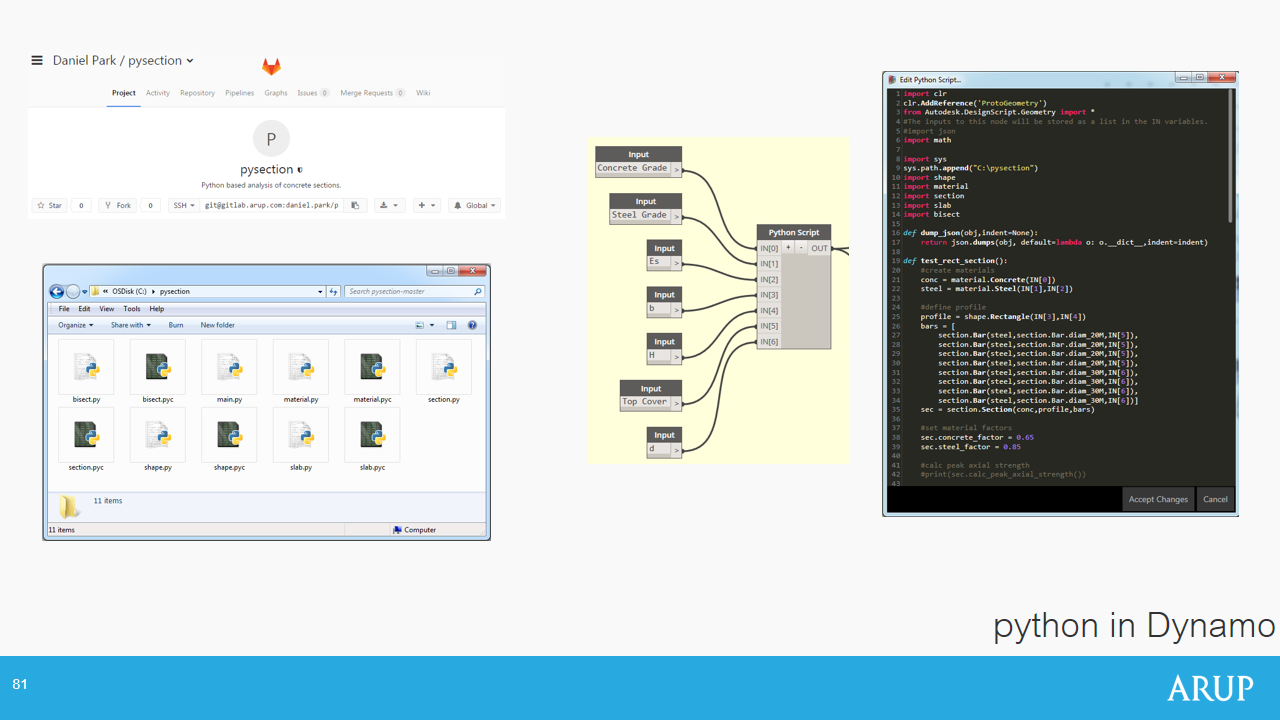 Daniel Park / pysection
Project Activity Repository Pipelines Graphs Issues 0 Merge Requests 0 Wiki
P
pysection
Python based analysis of concrete sections.
Star 0 Fork 0 SSH git@gitlab.arup.com:daniel.park/p Global
OSDisk (C:) pysection
Search pysection-master
File Edit View Tools Help
Organize Share with Burn New folder
bisect.py bisect.pyc main.py material.py material.pyc section.py
section.pyc shape.py shape.pyc slab.py slab.pyc
11 items
11 items Computer
Input
Concrete Grade >
Input
Steel Grade >
Input
Es >
Input
b >
Input
H >
Input
Top Cover >
Input
d >
Python Script
IN[0] + - OUT
IN[1]
IN[2]
IN[3]
IN[4]
IN[5]
IN[6]
Edit Python Script...
1 import clr
2 clr.AddReference('ProtoGeometry')
3 from Autodesk.DesignScript.Geometry import *
4 #The inputs to this node will be stored as a list in the IN variables.
5 #import json
6 import math
7
8 import sys
9 sys.path.append("C:\pysection")
10 import shape
11 import material
12 import section
13 import slab
14 import bisect
15
16 def dump_json(obj,indent=None):
17 return json.dumps(obj, default=lambda o: o.__dict__,indent=indent)
18
19 def test_rect_section():
20 #create materials
21 conc = material.Concrete(IN[0])
22 steel = material.Steel(IN[1],IN[2])
23
24 #define profile
25 profile = shape.Rectangle(IN[3],IN[4])
26 bars = [
27 section.Bar(steel,section.Bar.diam_20M,IN[5]),
28 section.Bar(steel,section.Bar.diam_20M,IN[5]),
29 section.Bar(steel,section.Bar.diam_20M,IN[5]),
30 section.Bar(steel,section.Bar.diam_20M,IN[5]),
31 section.Bar(steel,section.Bar.diam_30M,IN[6]),
32 section.Bar(steel,section.Bar.diam_30M,IN[6]),
33 section.Bar(steel,section.Bar.diam_30M,IN[6]),
34 section.Bar(steel,section.Bar.diam_30M,IN[6])]
35 sec = section.Section(conc,profile,bars)
36
37 #set material factors
38 sec.concrete_factor = 0.65
39 sec.steel_factor = 0.85
40
41 #calc peak axial strength
42 #print(sec.calc_peak_axial_strength())
43
Accept Changes Cancel
python in Dynamo
81
ARUP